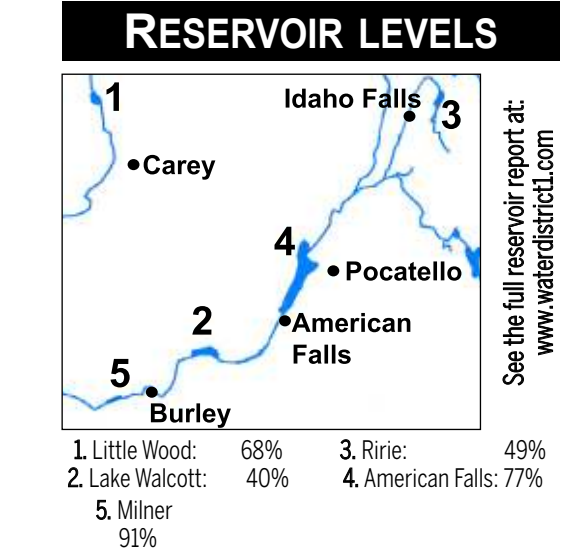 RESERVOIR LEVELS
1
Idaho Falls
3
Carey
4
Pocatello
American
Falls
2
5
Burley
See the full reservoir report at:
www.waterdistrict1.com
1. Little Wood: 68%
3. Ririe: 49%
2. Lake Walcott: 40%
4. American Falls: 77%
5. Milner
91%